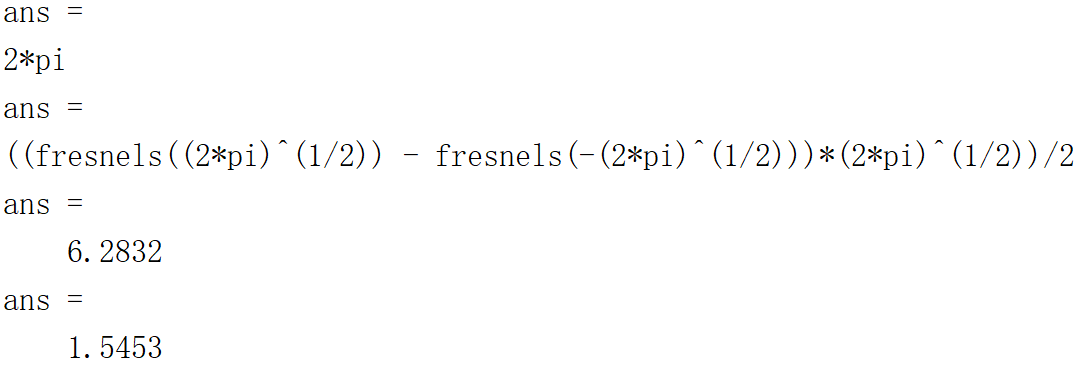 ans =
2*pi
ans =
((fresnels((2*pi)^(1/2)) - fresnels(-(2*pi)^(1/2)))*(2*pi)^(1/2))/2
ans =
6.2832
ans =
1.5453